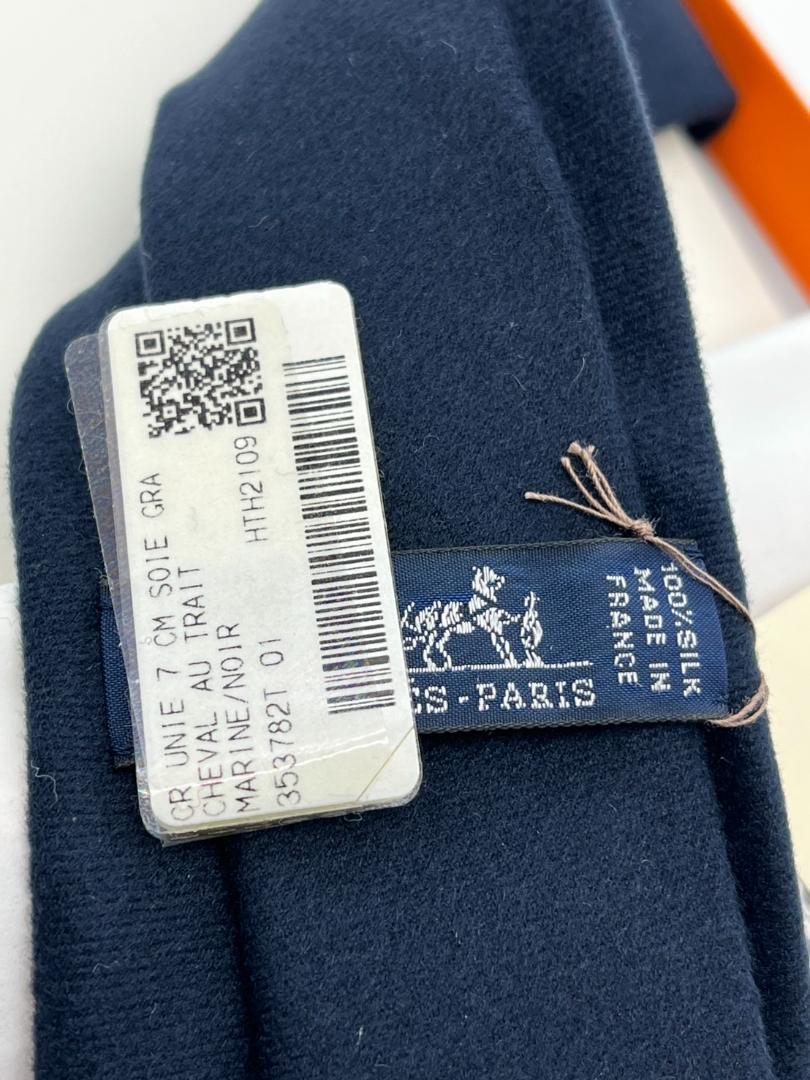 CR UNIE 7 CM SOIE GRA
CHEVAL AU TRAIT
MARINE/NOIR HTH2109
353782T 01
ES-PARIS
100% SILK
MADE IN
FRANCE